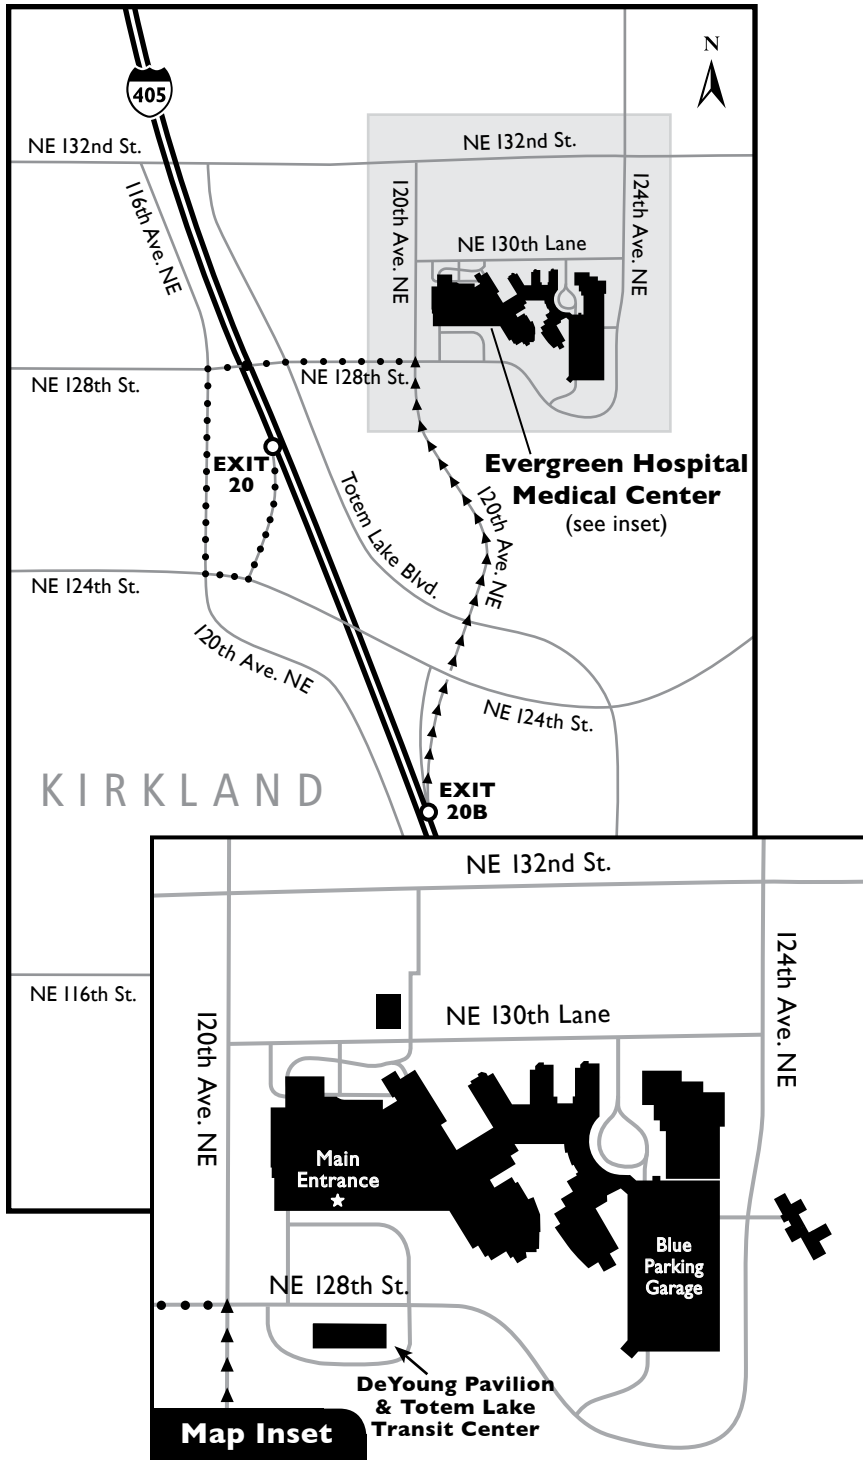 N
405
NE 132nd St.
NE 132nd St.
116th Ave. NE
120th Ave. NE
124th Ave. NE
NE 130th Lane
NE 128th St.
NE 128th St.
EXIT
20
Evergreen Hospital
Medical Center
(see inset)
Totem Lake Blvd.
120th Ave. NE
NE 124th St.
120th Ave. NE
NE 124th St.
KIRKLAND
EXIT
20B
NE 116th St.
NE 132nd St.
124th Ave. NE
120th Ave. NE
NE 130th Lane
Main
Entrance
Blue
Parking
Garage
NE 128th St.
DeYoung Pavilion
& Totem Lake
Transit Center
Map Inset